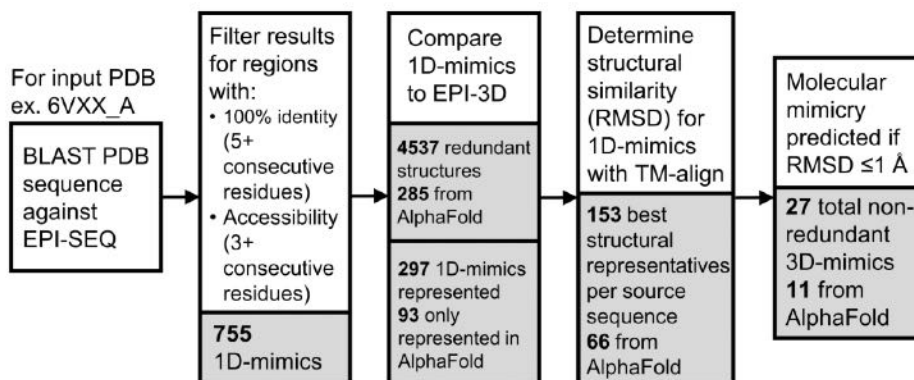 For input PDB
ex. 6VXX_A
BLAST PDB
sequence
against
EPI-SEQ
Filter results
for regions
with:
• 100% identity
(5+
consecutive
residues)
• Accessibility
(3+
consecutive
residues)
755
1D-mimics
Compare
1D-mimics
to EPI-3D
4537 redundant
structures
285 from
AlphaFold
297 1D-mimics
represented
93 only
represented in
AlphaFold
Determine
structural
similarity
(RMSD) for
1D-mimics
with TM-align
153 best
structural
representatives
per source
sequence
66 from
AlphaFold
Molecular
mimicry
predicted if
RMSD ≤1 Å
27 total non-
redundant
3D-mimics
11 from
AlphaFold